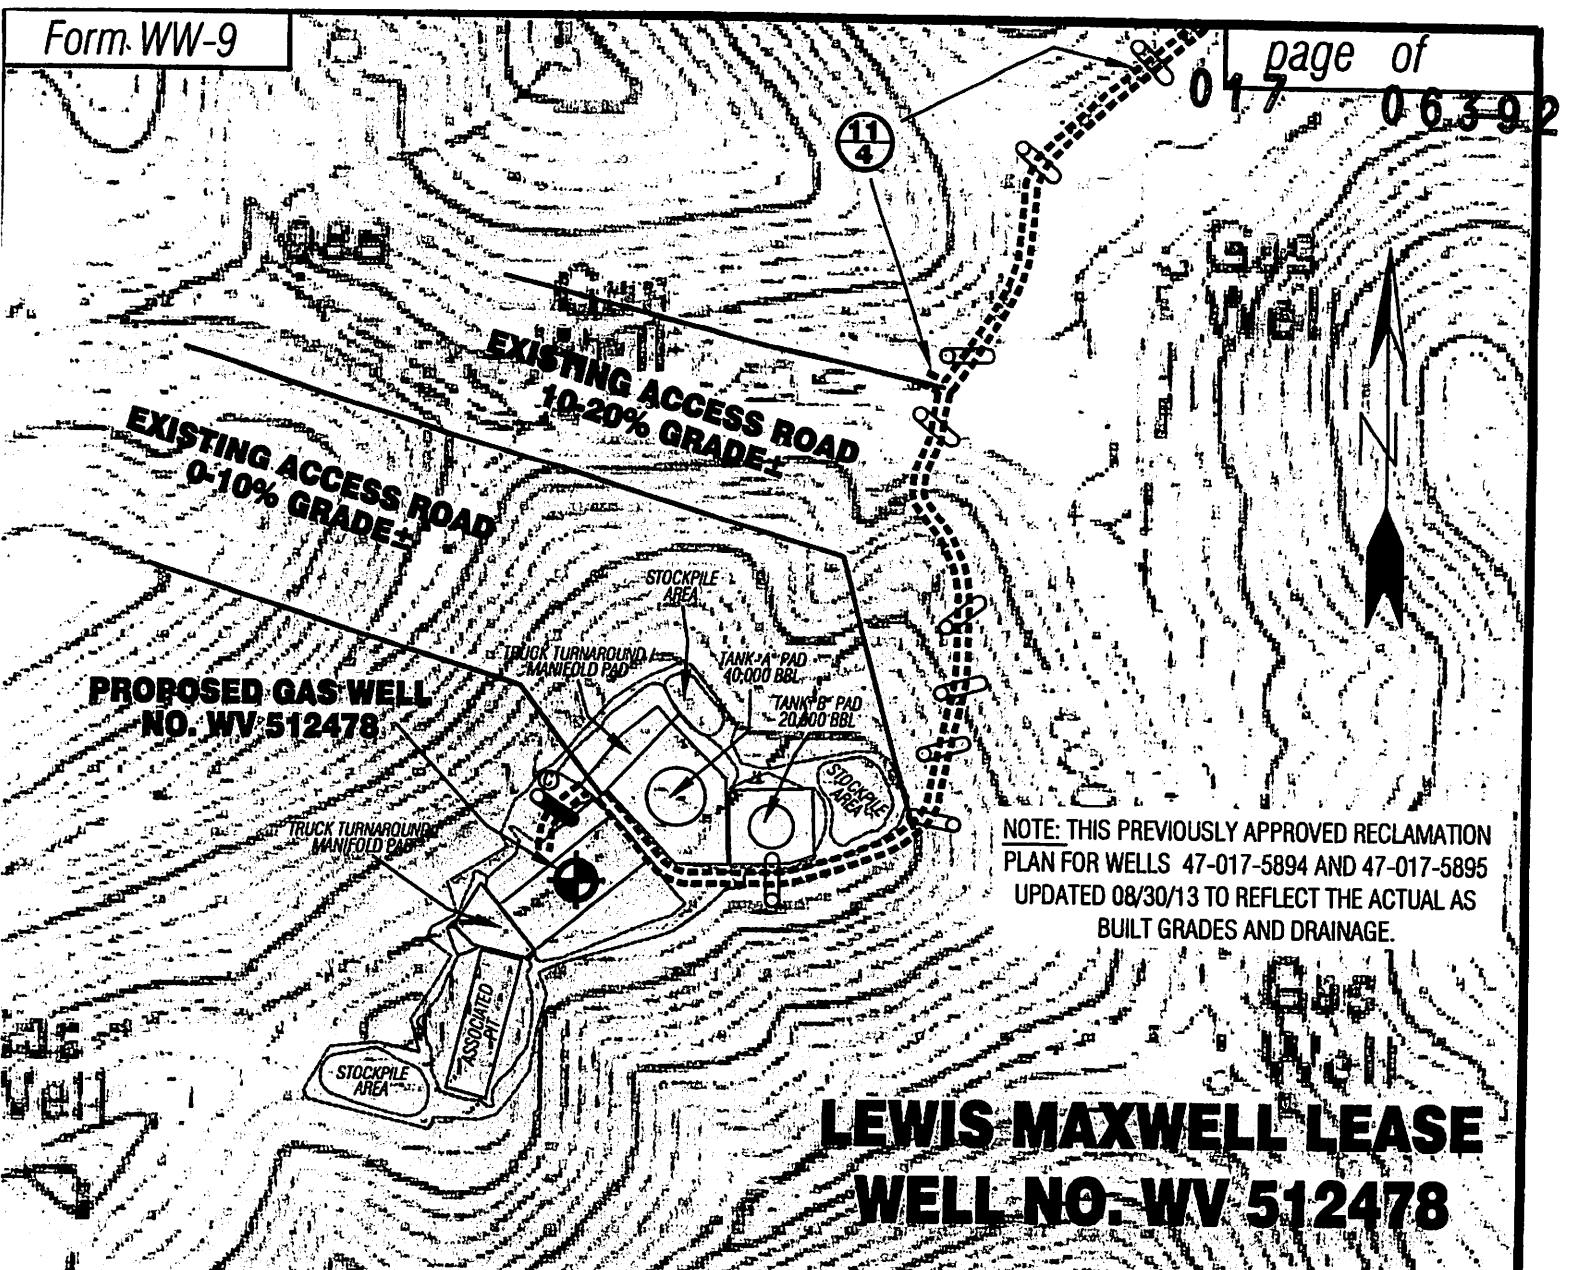 Form WW-9
page of
017 06392
11
4
Gas
Well
EXISTING ACCESS ROAD
10-20% GRADE±
EXISTING ACCESS ROAD
0-10% GRADE±
N
STOCKPILE
AREA
TRUCK TURNAROUND /
MANIFOLD PAD
TANK "A" PAD
40,000 BBL
TANK "B" PAD
20,000 BBL
PROPOSED GAS WELL
NO. WV 512478
C
STOCKPILE
AREA
TRUCK TURNAROUND
MANIFOLD PAD
NOTE: THIS PREVIOUSLY APPROVED RECLAMATION
PLAN FOR WELLS 47-017-5894 AND 47-017-5895
UPDATED 08/30/13 TO REFLECT THE ACTUAL AS
BUILT GRADES AND DRAINAGE.
Gas
Well
ASSOCIATED
PIT
STOCKPILE
AREA
LEWIS MAXWELL LEASE
WELL NO. WV 512478